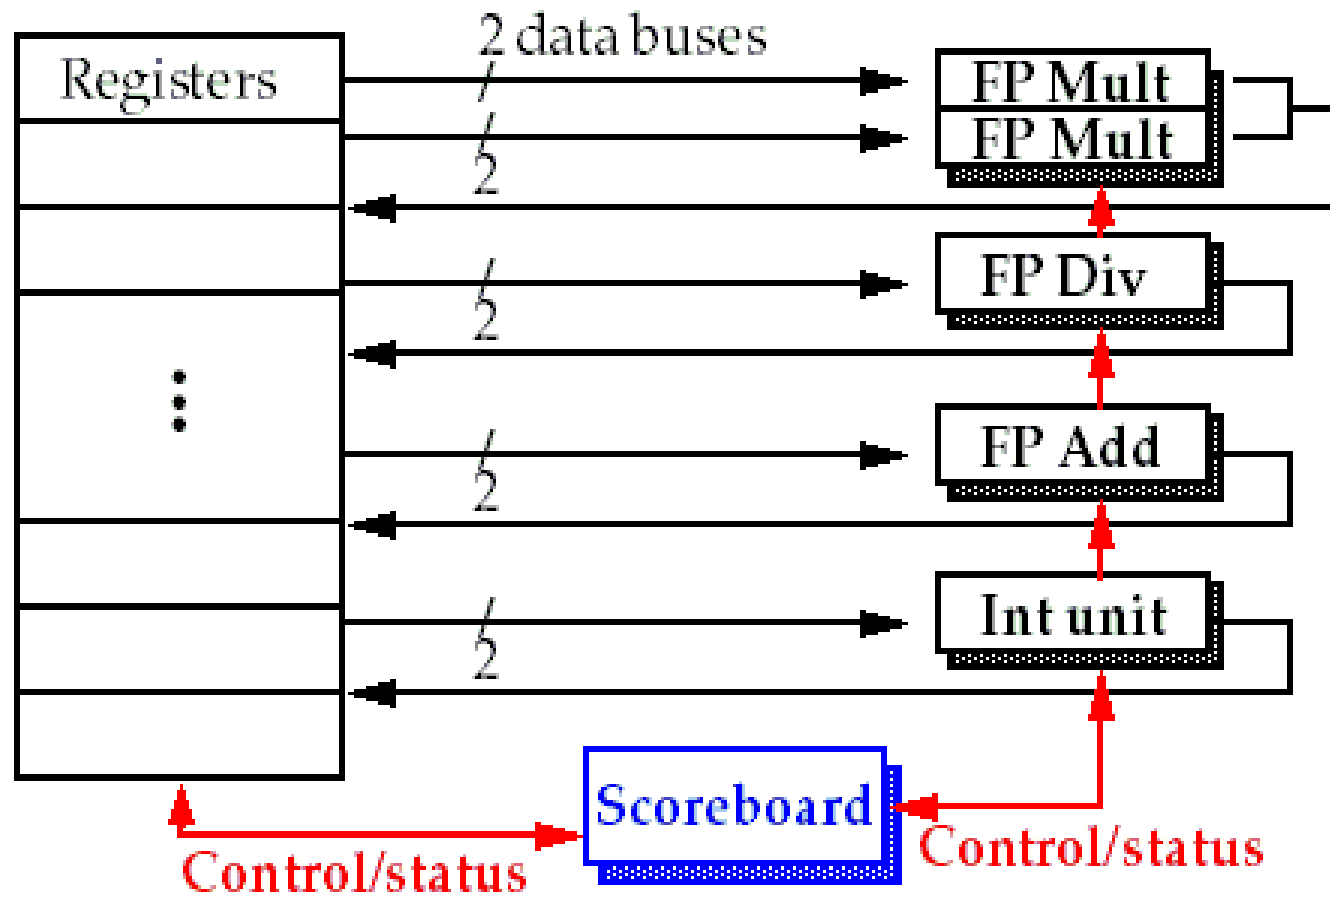 2 data buses
Registers
FP Mult
FP Mult
2
FP Div
2
FP Add
2
Int unit
2
Scoreboard
Control/status
Control/status